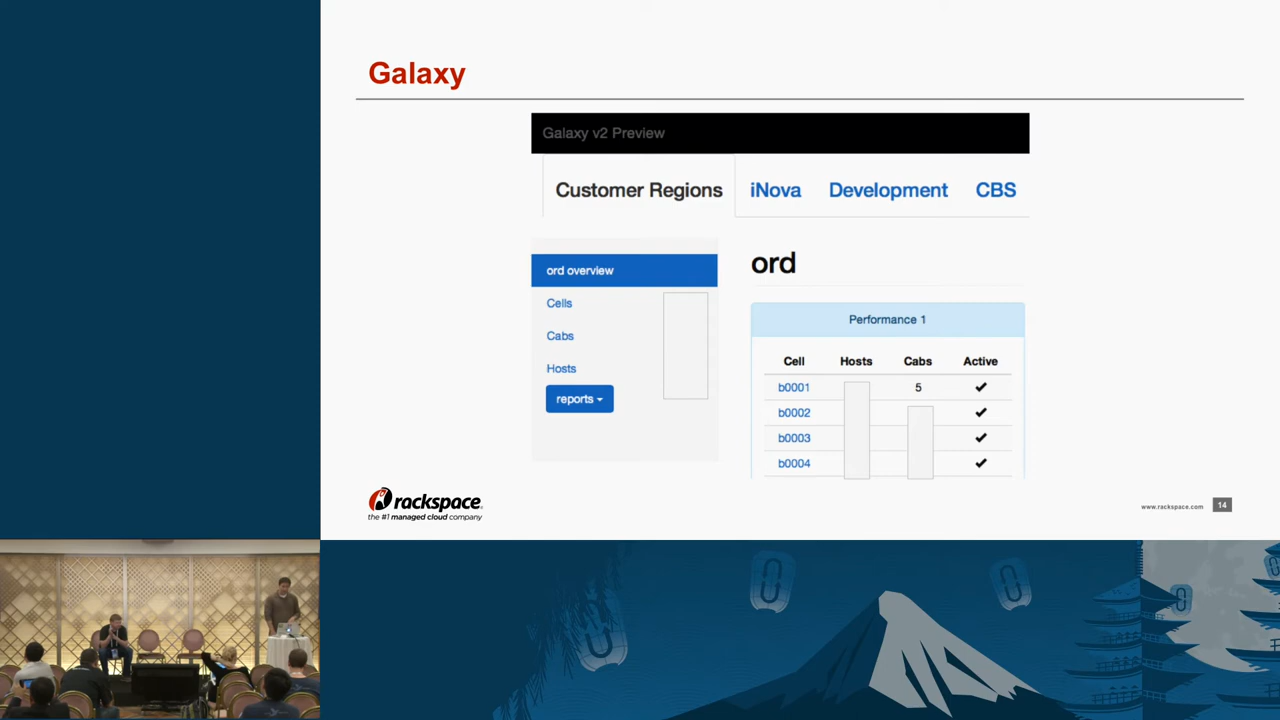 Galaxy
Galaxy v2 Preview
Customer Regions iNova Development CBS
ord overview
Cells
Cabs
Hosts
reports
ord
Performance 1
Cell Hosts Cabs Active
b0001 5
b0002
b0003
b0004
rackspace
the #1 managed cloud company
www.rackspace.com 14